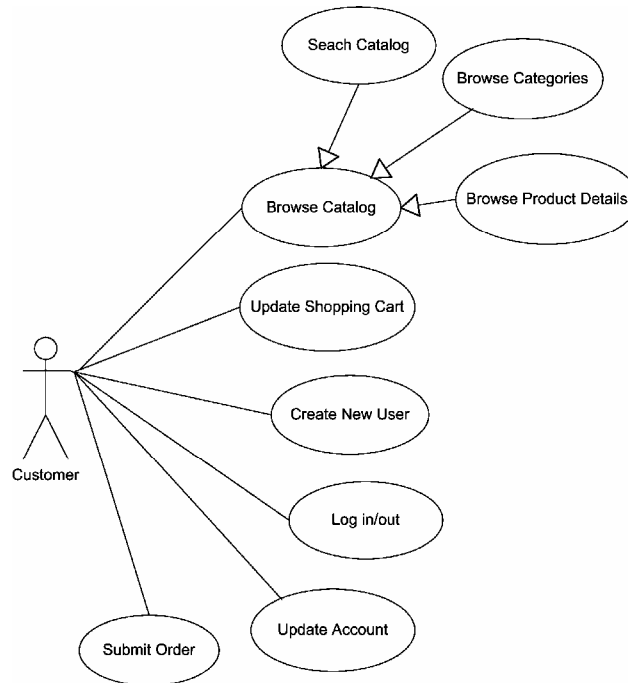 Seach Catalog
Browse Categories
Browse Product Details
Browse Catalog
Update Shopping Cart
Create New User
Customer
Log in/out
Update Account
Submit Order